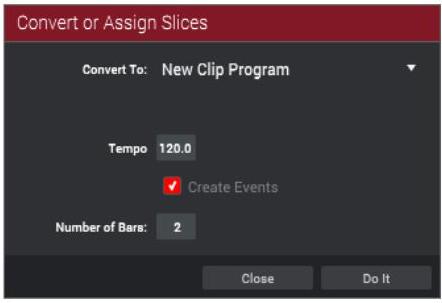 Convert or Assign Slices
Convert To: New Clip Program
Tempo 120.0
Create Events
Number of Bars: 2
Close Do It